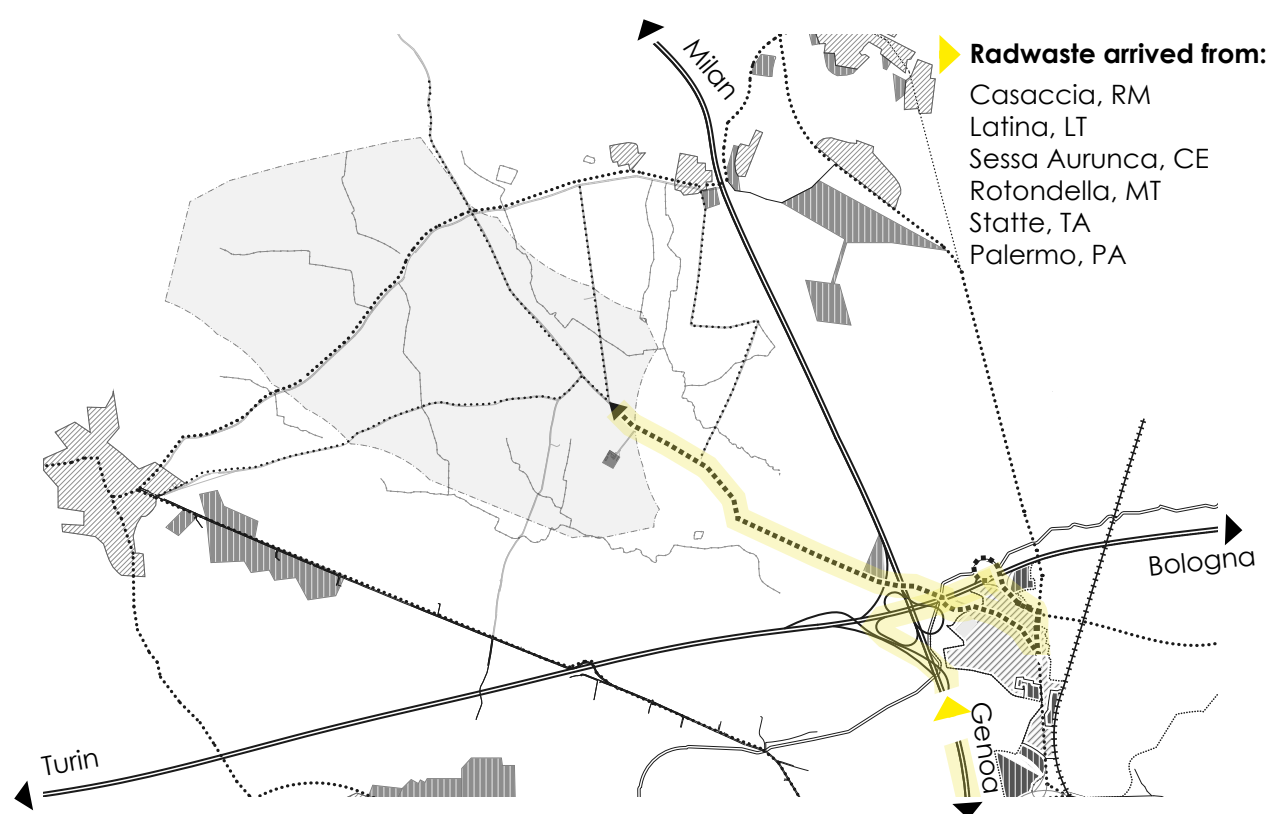 Milan
Radwaste arrived from:
Casaccia, RM
Latina, LT
Sessa Aurunca, CE
Rotondella, MT
Statte, TA
Palermo, PA
Bologna
Turin
Genoa